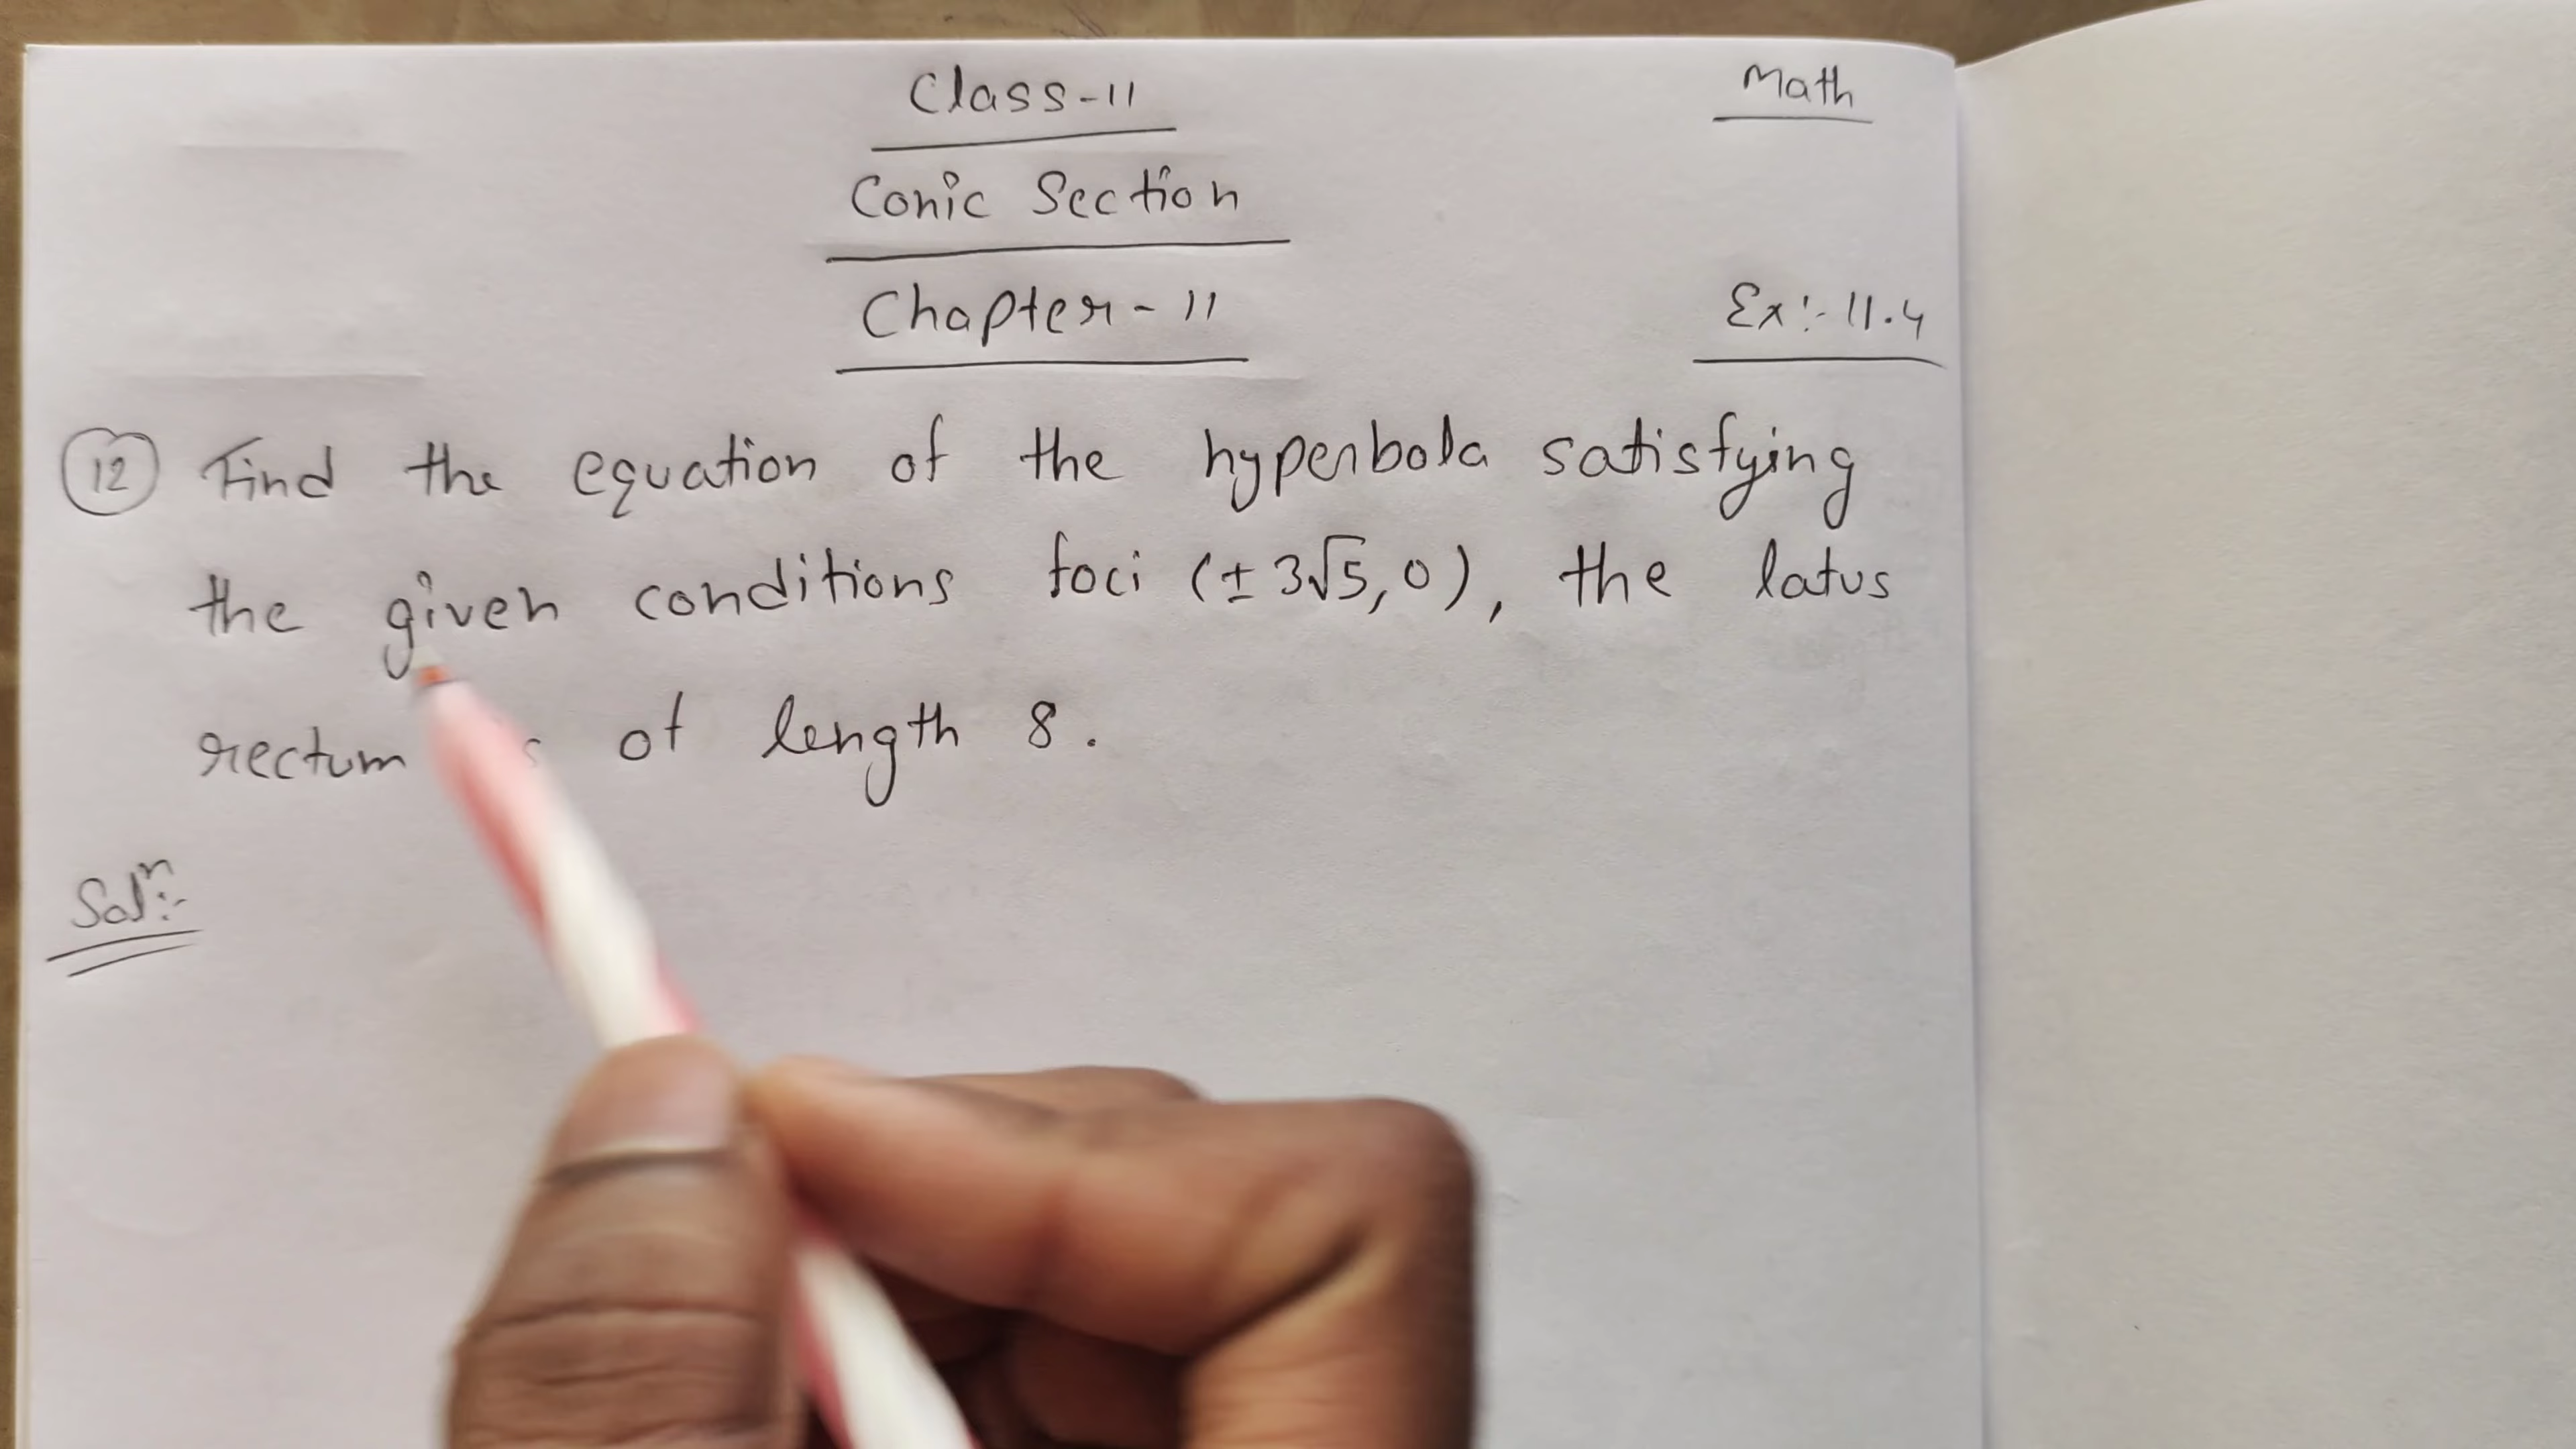 Class-11
Math
Conic Section
Chapter-11
Ex:-11.4
12 Find the equation of the hyperbola satisfying
the given conditions foci (±3√5,0), the latus
rectum of length 8.
Solⁿ:-